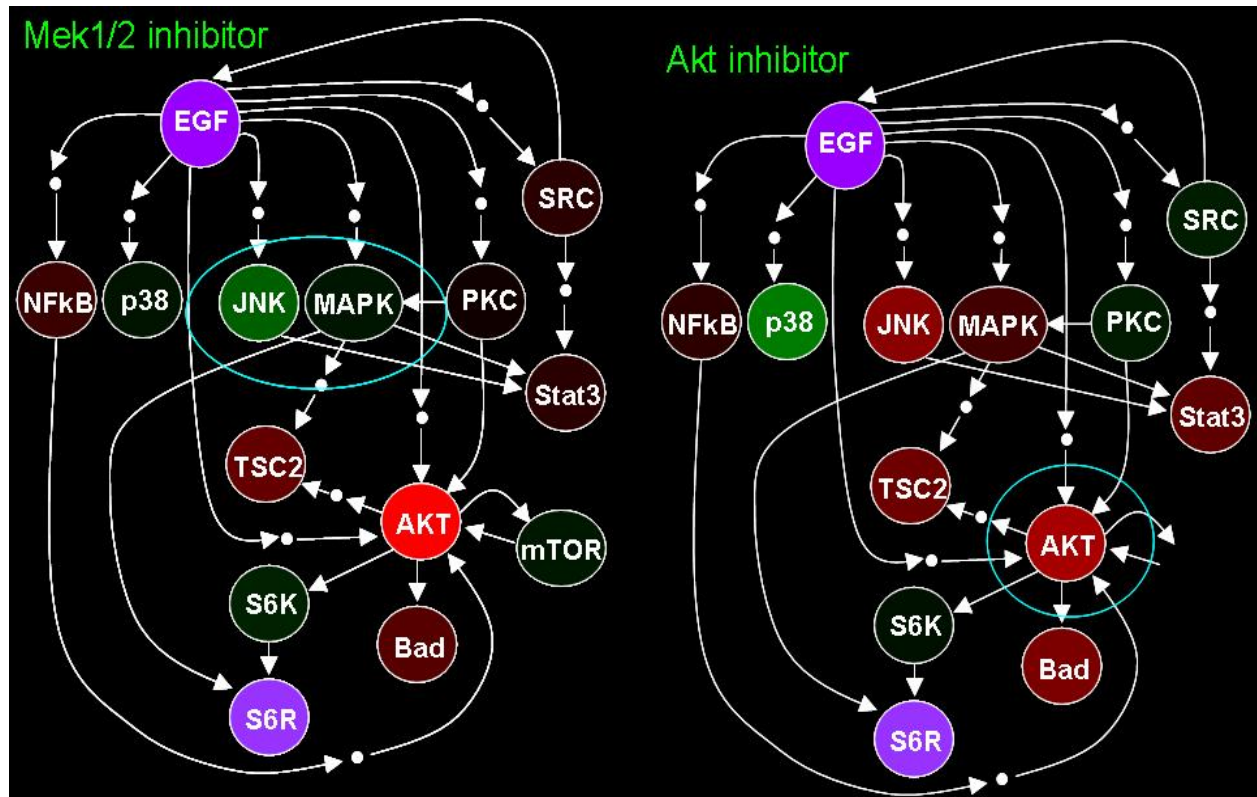 Mek1/2 inhibitor
EGF
SRC
NFkB
p38
JNK
MAPK
PKC
Stat3
TSC2
AKT
mTOR
S6K
Bad
S6R
Akt inhibitor
EGF
SRC
NFkB
p38
JNK
MAPK
PKC
Stat3
TSC2
AKT
S6K
Bad
S6R